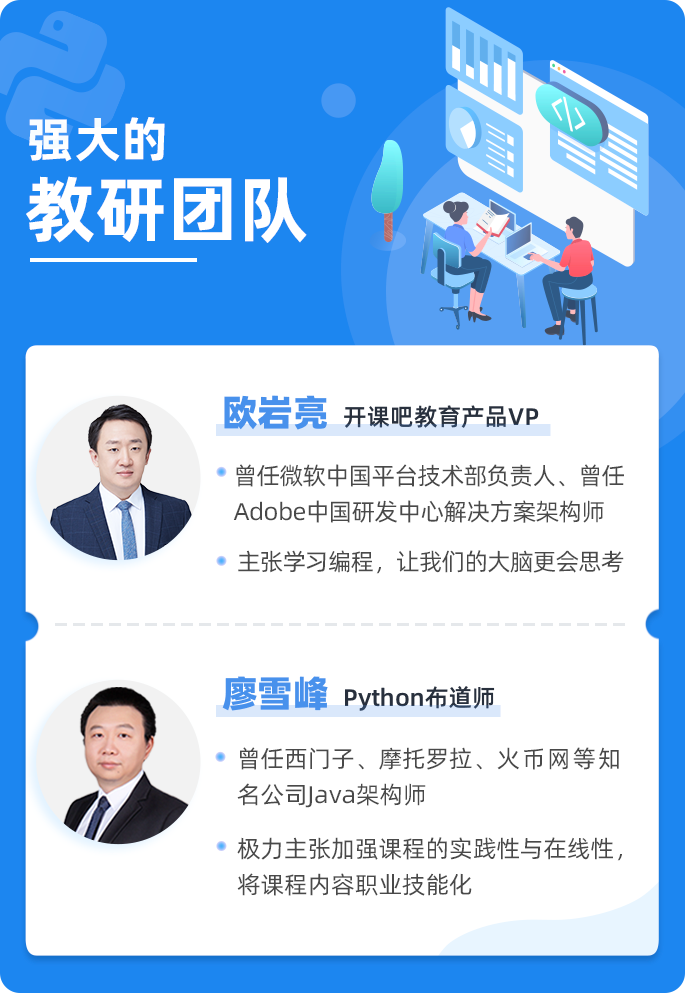 强大的
教研团队
欧岩亮 开课吧教育产品VP
曾任微软中国平台技术部负责人、曾任
Adobe中国研发中心解决方案架构师
主张学习编程，让我们的大脑更会思考
廖雪峰 Python布道师
曾任西门子、摩托罗拉、火币网等知
名公司Java架构师
极力主张加强课程的实践性与在线性，
将课程内容职业技能化